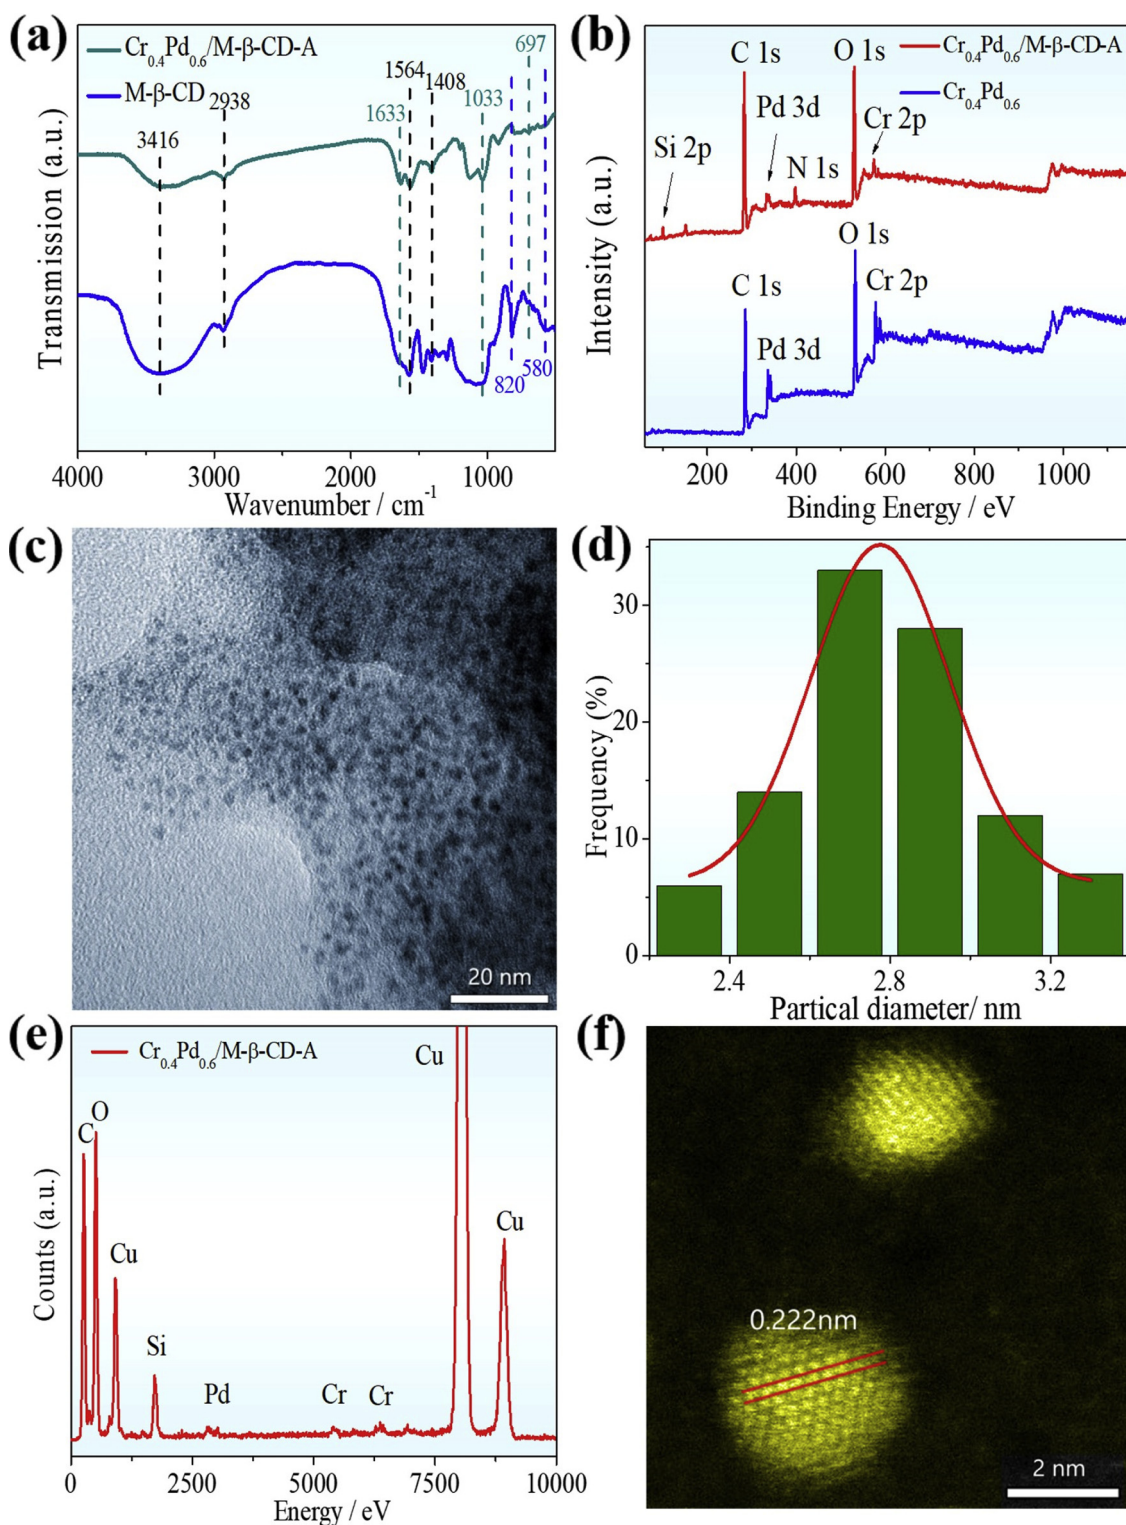 (a)
Cr0.4Pd0.6/M-β-CD-A
M-β-CD
3416
2938
1633
1564
1408
1033
697
820
580
Transmission (a.u.)
4000 3000 2000 1000
Wavenumber / cm-1
(b)
Cr0.4Pd0.6/M-β-CD-A
Cr0.4Pd0.6
C 1s
O 1s
Pd 3d
Cr 2p
Si 2p
N 1s
O 1s
C 1s
Cr 2p
Pd 3d
Intensity (a.u.)
200 400 600 800 1000
Binding Energy / eV
(c)
20 nm
(d)
30
20
10
0
Frequency (%)
2.4 2.8 3.2
Partical diameter/ nm
(e)
Cr0.4Pd0.6/M-β-CD-A
Cu
O
C
Cu
Cu
Si
Pd
Cr
Cr
Counts (a.u.)
0 2500 5000 7500 10000
Energy / eV
(f)
0.222nm
2 nm